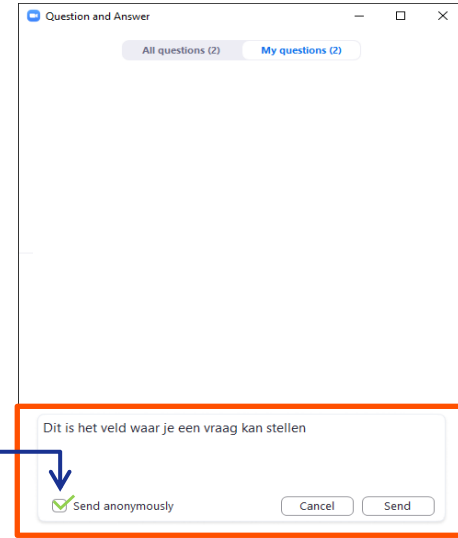 Question and Answer
All questions (2) My questions (2)
Dit is het veld waar je een vraag kan stellen
Send anonymously Cancel Send